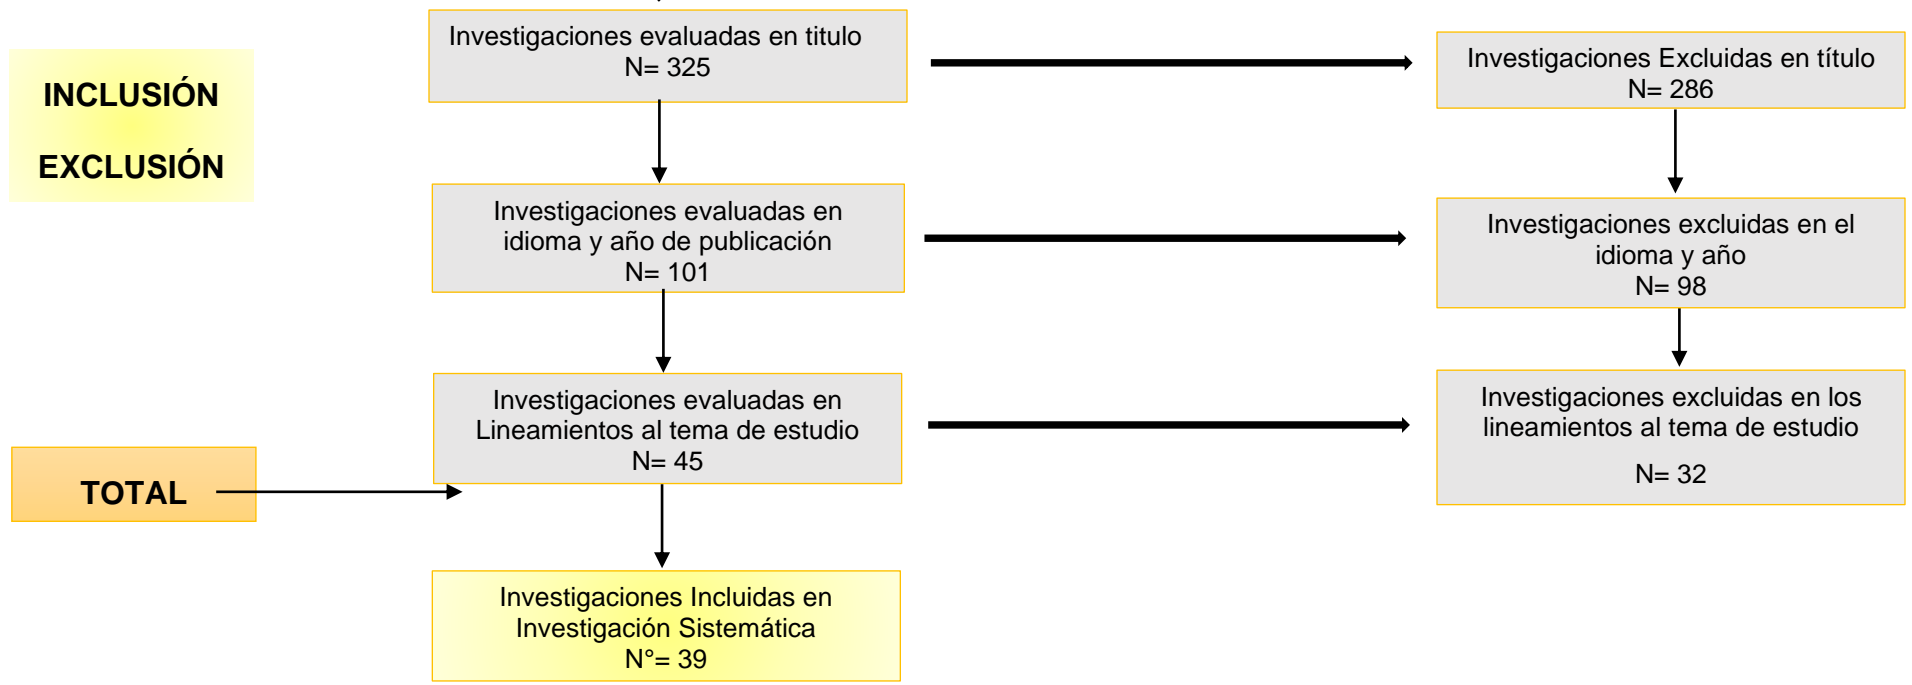 INCLUSIÓN
EXCLUSIÓN
Investigaciones evaluadas en titulo
N= 325
Investigaciones Excluidas en título
N= 286
Investigaciones evaluadas en
idioma y año de publicación
N= 101
Investigaciones excluidas en el
idioma y año
N= 98
Investigaciones evaluadas en
Lineamientos al tema de estudio
N= 45
Investigaciones excluidas en los
lineamientos al tema de estudio
N= 32
TOTAL
Investigaciones Incluidas en
Investigación Sistemática
N°= 39